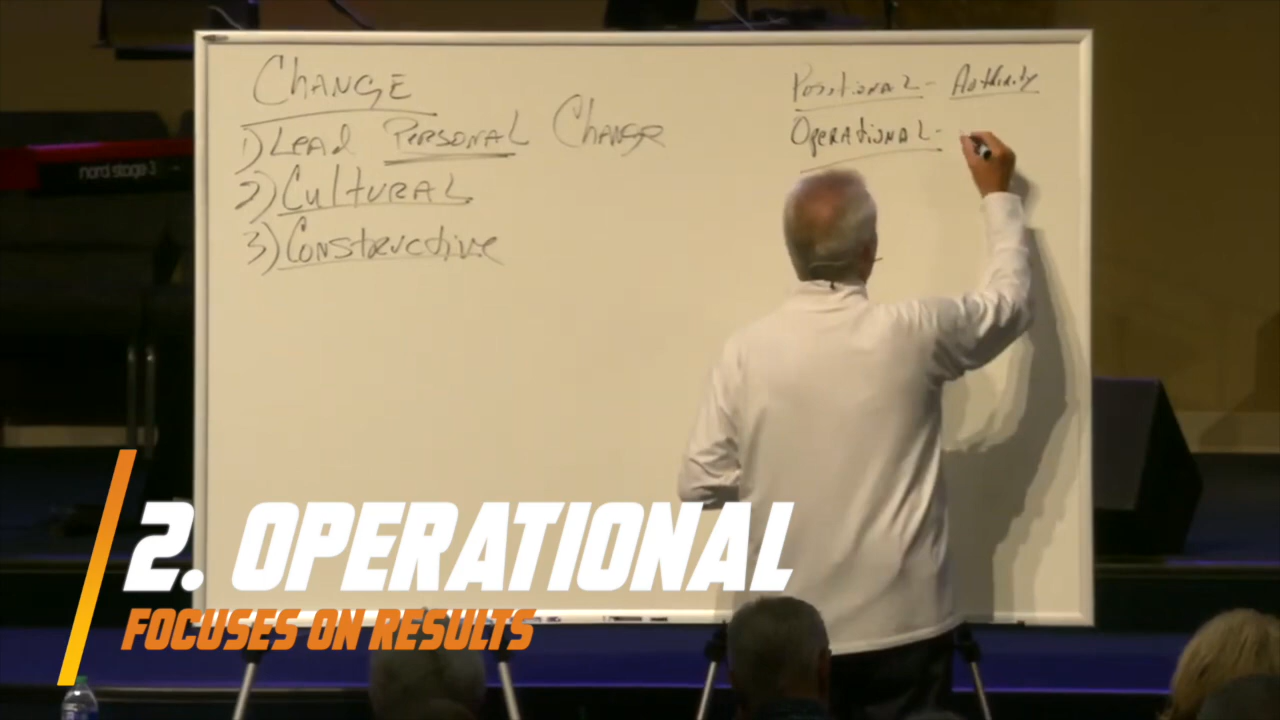 CHANGE
1) Lead PERSONAL CHANGE
2) CULTURAL
3) Constructive
POSITIONAL - Authority
OPERATIONAL -
nord stage 3
2. OPERATIONAL
FOCUSES ON RESULTS